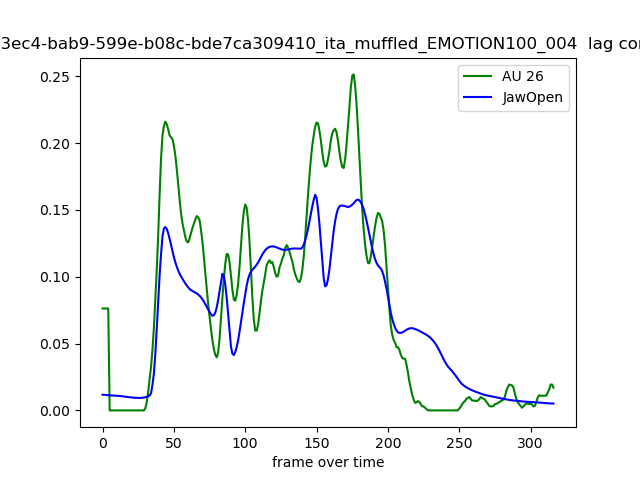 3ec4-bab9-599e-b08c-bde7ca309410_ita_muffled_EMOTION100_004 lag cor
AU 26
JawOpen
0.25
0.20
0.15
0.10
0.05
0.00
0 50 100 150 200 250 300
frame over time